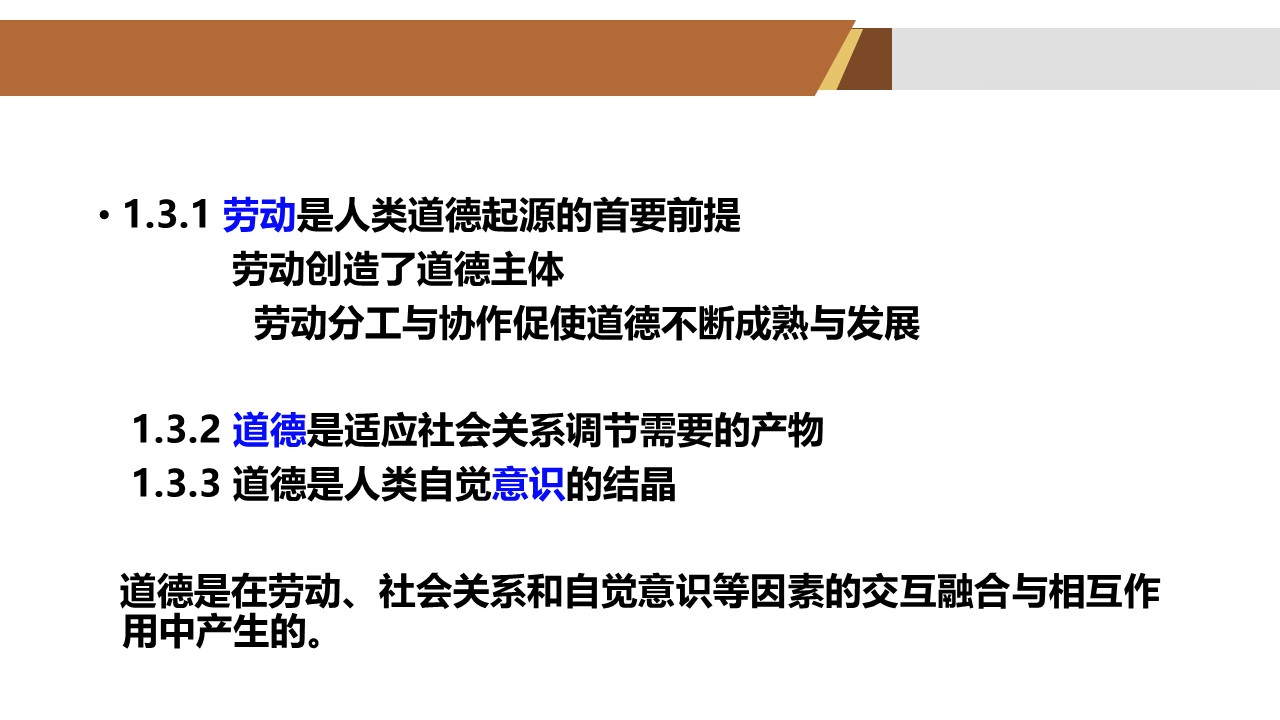 • 1.3.1 劳动是人类道德起源的首要前提
劳动创造了道德主体
劳动分工与协作促使道德不断成熟与发展
1.3.2 道德是适应社会关系调节需要的产物
1.3.3 道德是人类自觉意识的结晶
道德是在劳动、社会关系和自觉意识等因素的交互融合与相互作
用中产生的。